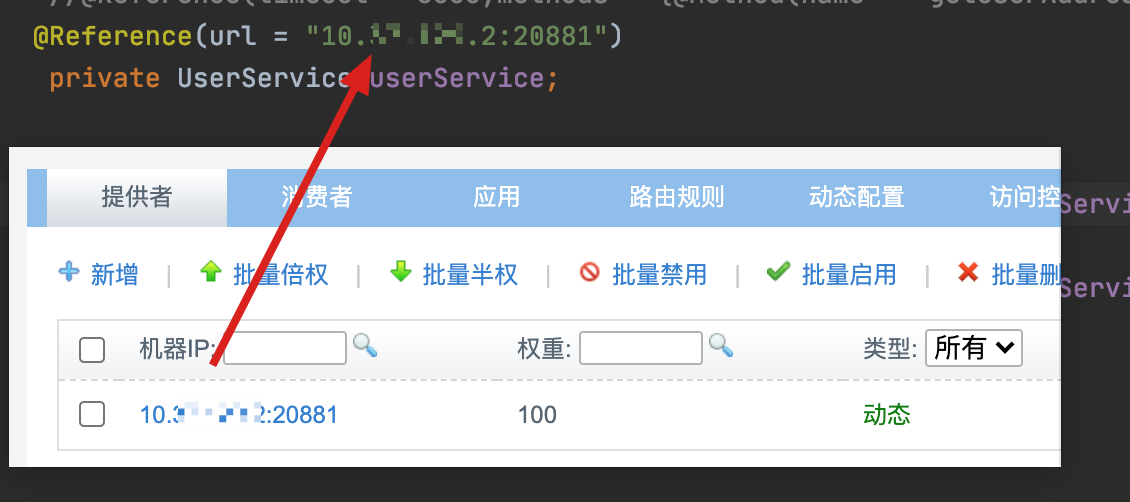 @Reference(url = "10. .2:20881")
private UserService userService;
提供者 消费者 应用 路由规则 动态配置 访问控
Servi
新增 | 批量倍权 | 批量半权 | 批量禁用 | 批量启用 | 批量删
Servi
机器IP: 权重: 类型: 所有
10. 2:20881 100 动态